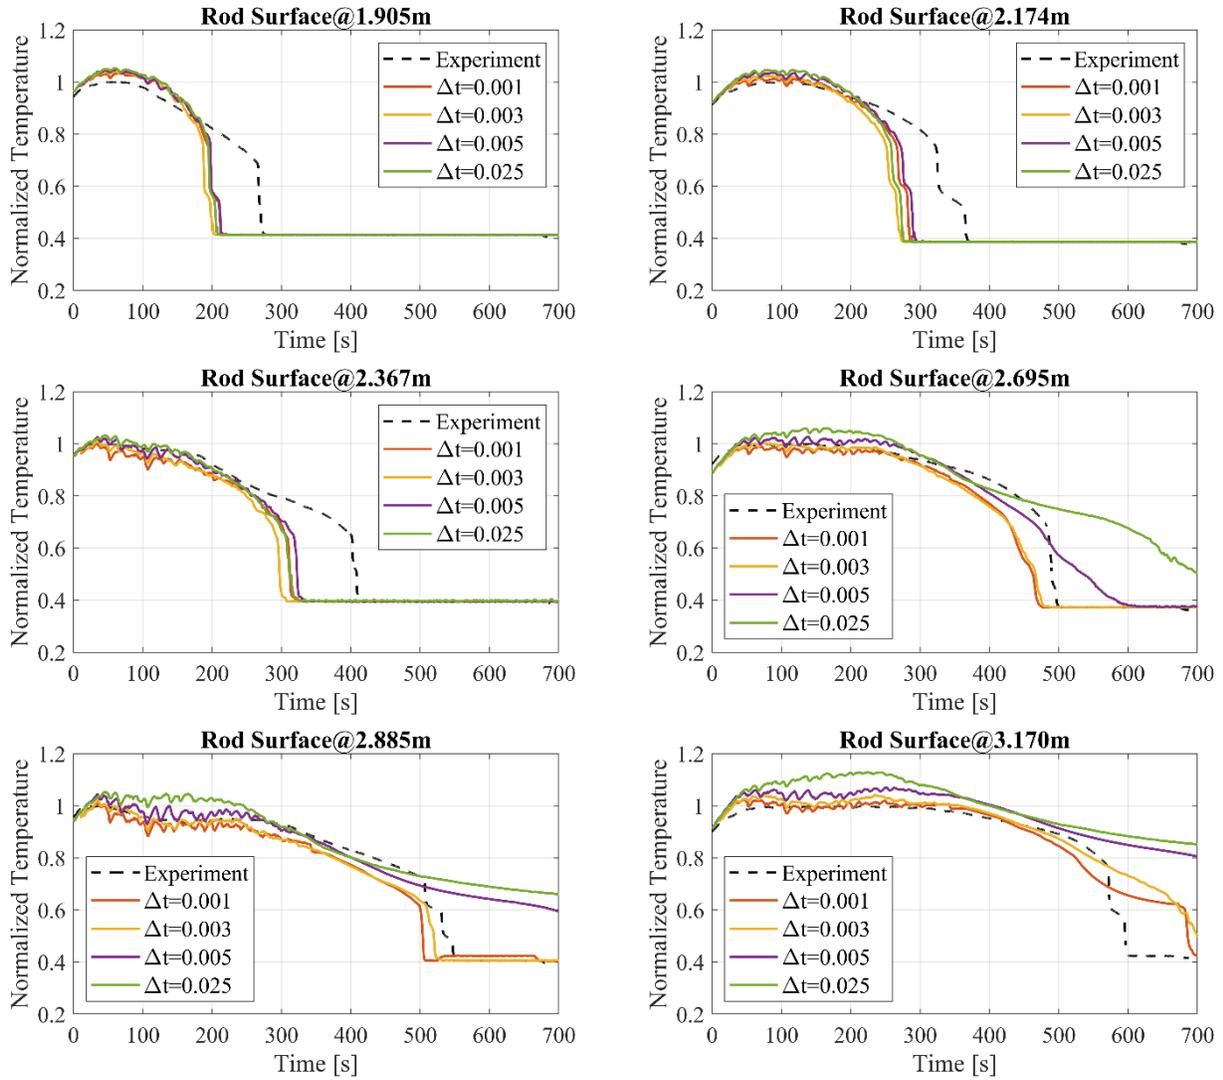 Rod Surface@1.905m
Normalized Temperature
1.2
1
0.8
0.6
0.4
0.2
Experiment
Δt=0.001
Δt=0.003
Δt=0.005
Δt=0.025
0 100 200 300 400 500 600 700
Time [s]
Rod Surface@2.174m
Normalized Temperature
1.2
1
0.8
0.6
0.4
0.2
Experiment
Δt=0.001
Δt=0.003
Δt=0.005
Δt=0.025
0 100 200 300 400 500 600 700
Time [s]
Rod Surface@2.367m
Normalized Temperature
1.2
1
0.8
0.6
0.4
0.2
Experiment
Δt=0.001
Δt=0.003
Δt=0.005
Δt=0.025
0 100 200 300 400 500 600 700
Time [s]
Rod Surface@2.695m
Normalized Temperature
1.2
1
0.8
0.6
0.4
0.2
Experiment
Δt=0.001
Δt=0.003
Δt=0.005
Δt=0.025
0 100 200 300 400 500 600 700
Time [s]
Rod Surface@2.885m
Normalized Temperature
1.2
1
0.8
0.6
0.4
0.2
Experiment
Δt=0.001
Δt=0.003
Δt=0.005
Δt=0.025
0 100 200 300 400 500 600 700
Time [s]
Rod Surface@3.170m
Normalized Temperature
1.2
1
0.8
0.6
0.4
0.2
Experiment
Δt=0.001
Δt=0.003
Δt=0.005
Δt=0.025
0 100 200 300 400 500 600 700
Time [s]